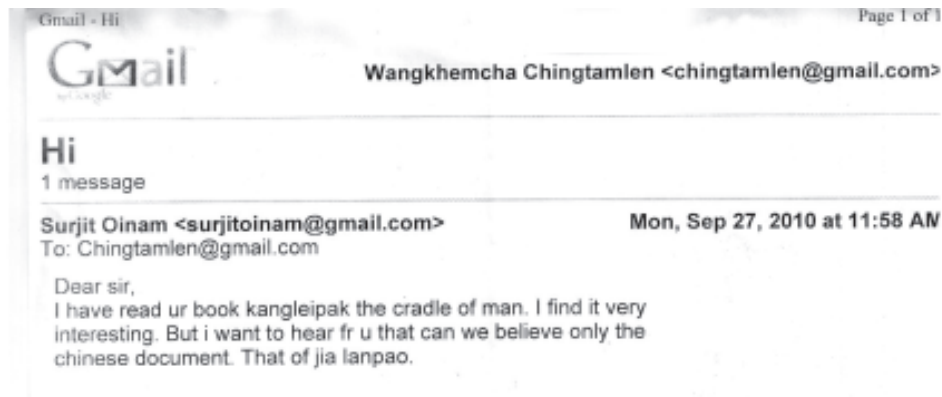 Gmail - Hi
Page 1 of 1
Gmail
by Google
Wangkhemcha Chingtamlen <chingtamlen@gmail.com>
Hi
1 message
Surjit Oinam <surjitoinam@gmail.com>
Mon, Sep 27, 2010 at 11:58 AM
To: Chingtamlen@gmail.com
Dear sir,
I have read ur book kangleipak the cradle of man. I find it very
interesting. But i want to hear fr u that can we believe only the
chinese document. That of jia lanpao.